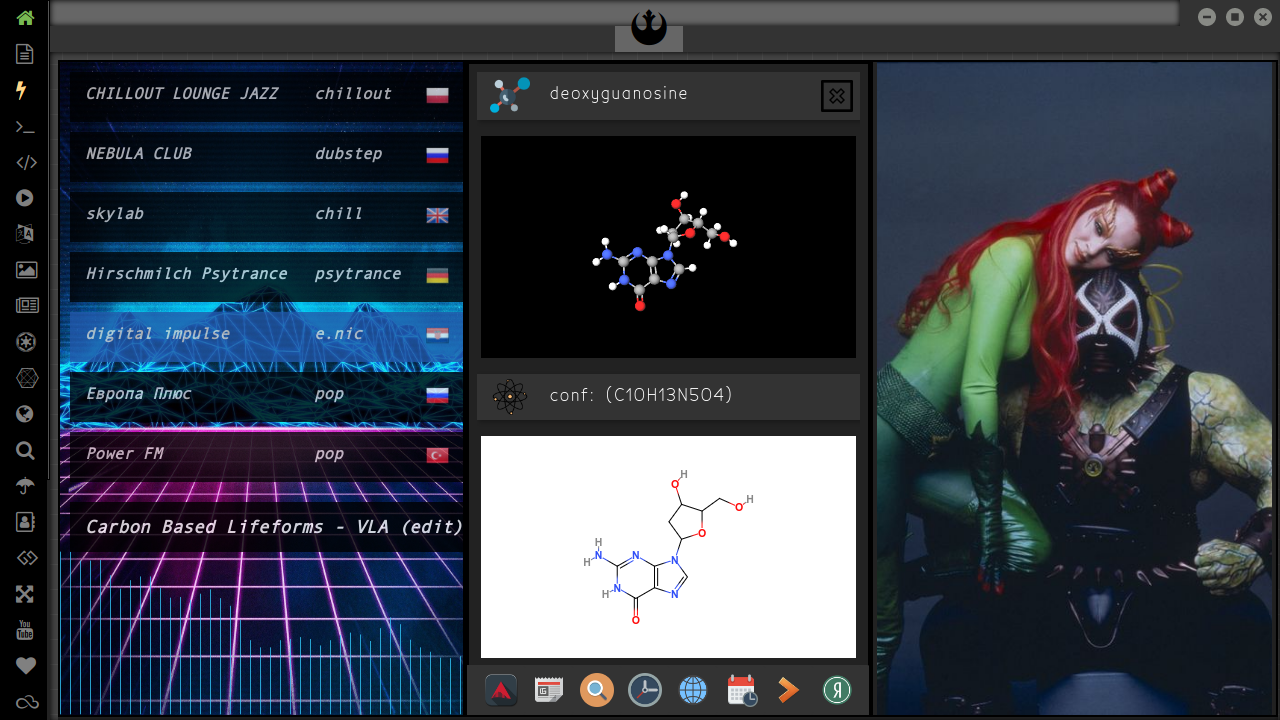 CHILLOUT LOUNGE JAZZ chillout
NEBULA CLUB dubstep
skylab chill
Hirschmilch Psytrance psytrance
digital impulse e.nic
Европа Плюс pop
Power FM pop
Carbon Based Lifeforms - VLA (edit)
deoxyguanosine
conf: (C10H13N5O4)
H
O
O
H
O
H
N
N
N
H
N
H
N
O
You
Tube
Я